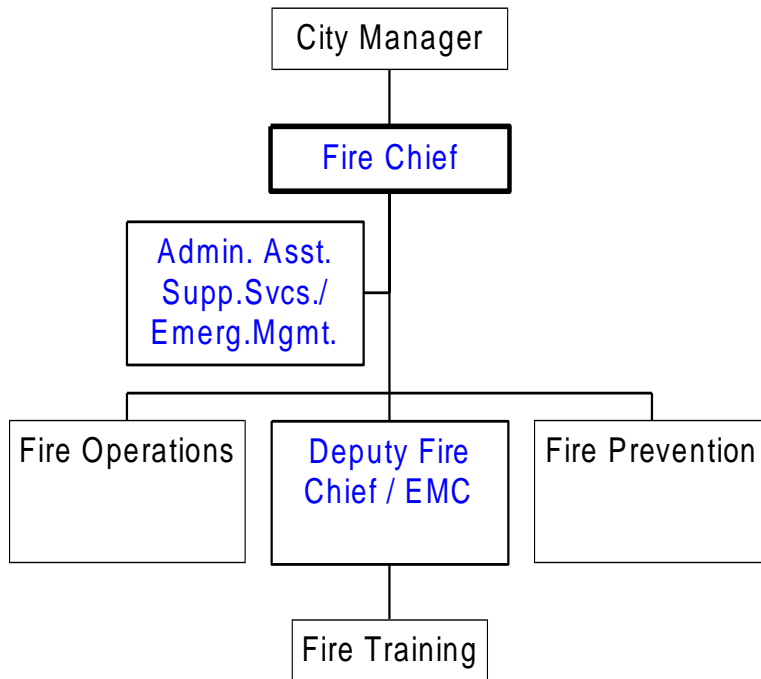 City Manager
Fire Chief
Admin. Asst.
Supp.Svcs./
Emerg.Mgmt.
Fire Operations
Deputy Fire
Chief / EMC
Fire Prevention
Fire Training